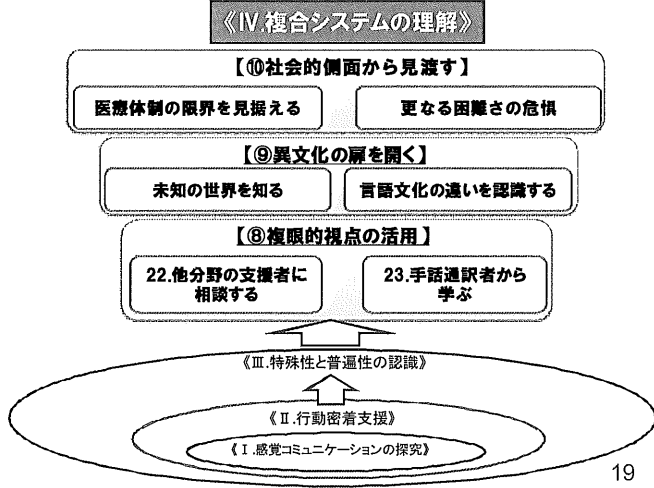 《Ⅳ.複合システムの理解》
【⑩社会的側面から見渡す】
医療体制の限界を見据える
更なる困難さの危惧
【⑨異文化の扉を開く】
未知の世界を知る
言語文化の違いを認識する
【⑧複眼的視点の活用】
22.他分野の支援者に
相談する
23.手話通訳者から
学ぶ
《Ⅲ.特殊性と普遍性の認識》
《Ⅱ.行動密着支援》
《Ⅰ.感覚コミュニケーションの探究》
19